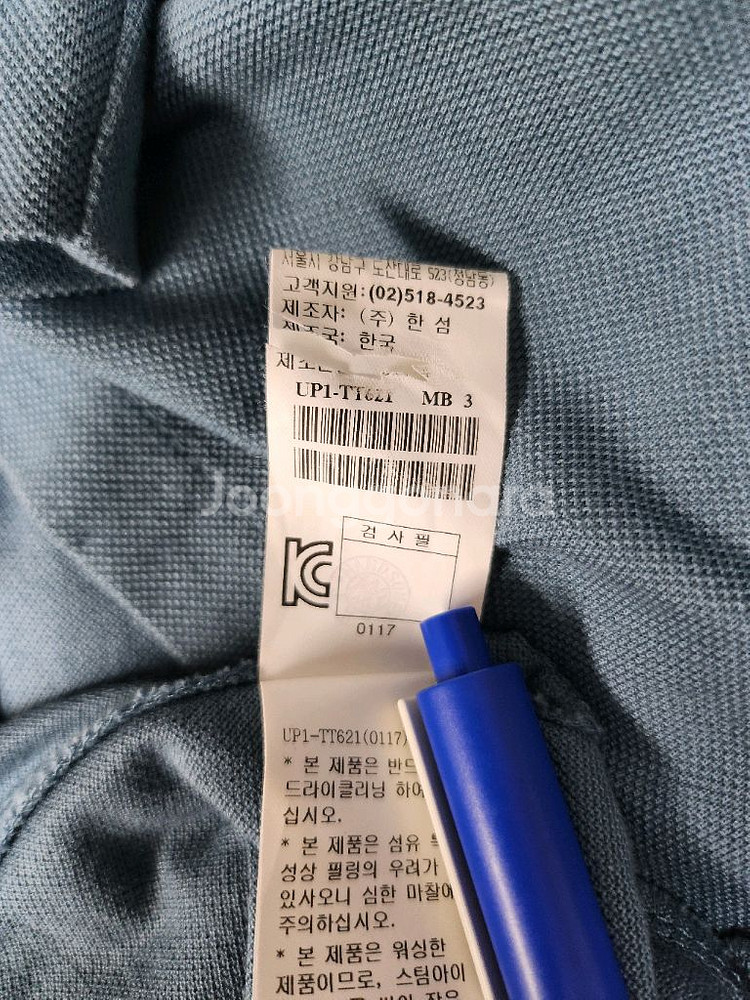 서울시 강남구 도산대로 523(청담동)
고객지원:(02)518-4523
제조자: (주) 한 섬
제조국: 한국
UP1-TT621 MB 3
Joonggonara
검 사 필
KC
0117
UP1-TT621(0117)
* 본 제품은 반드
드라이클리닝 하여
십시오.
* 본 제품은 섬유
성상 필링의 우려가
있사오니 심한 마찰에
주의하십시오.
* 본 제품은 워싱한
제품이므로, 스팀아이